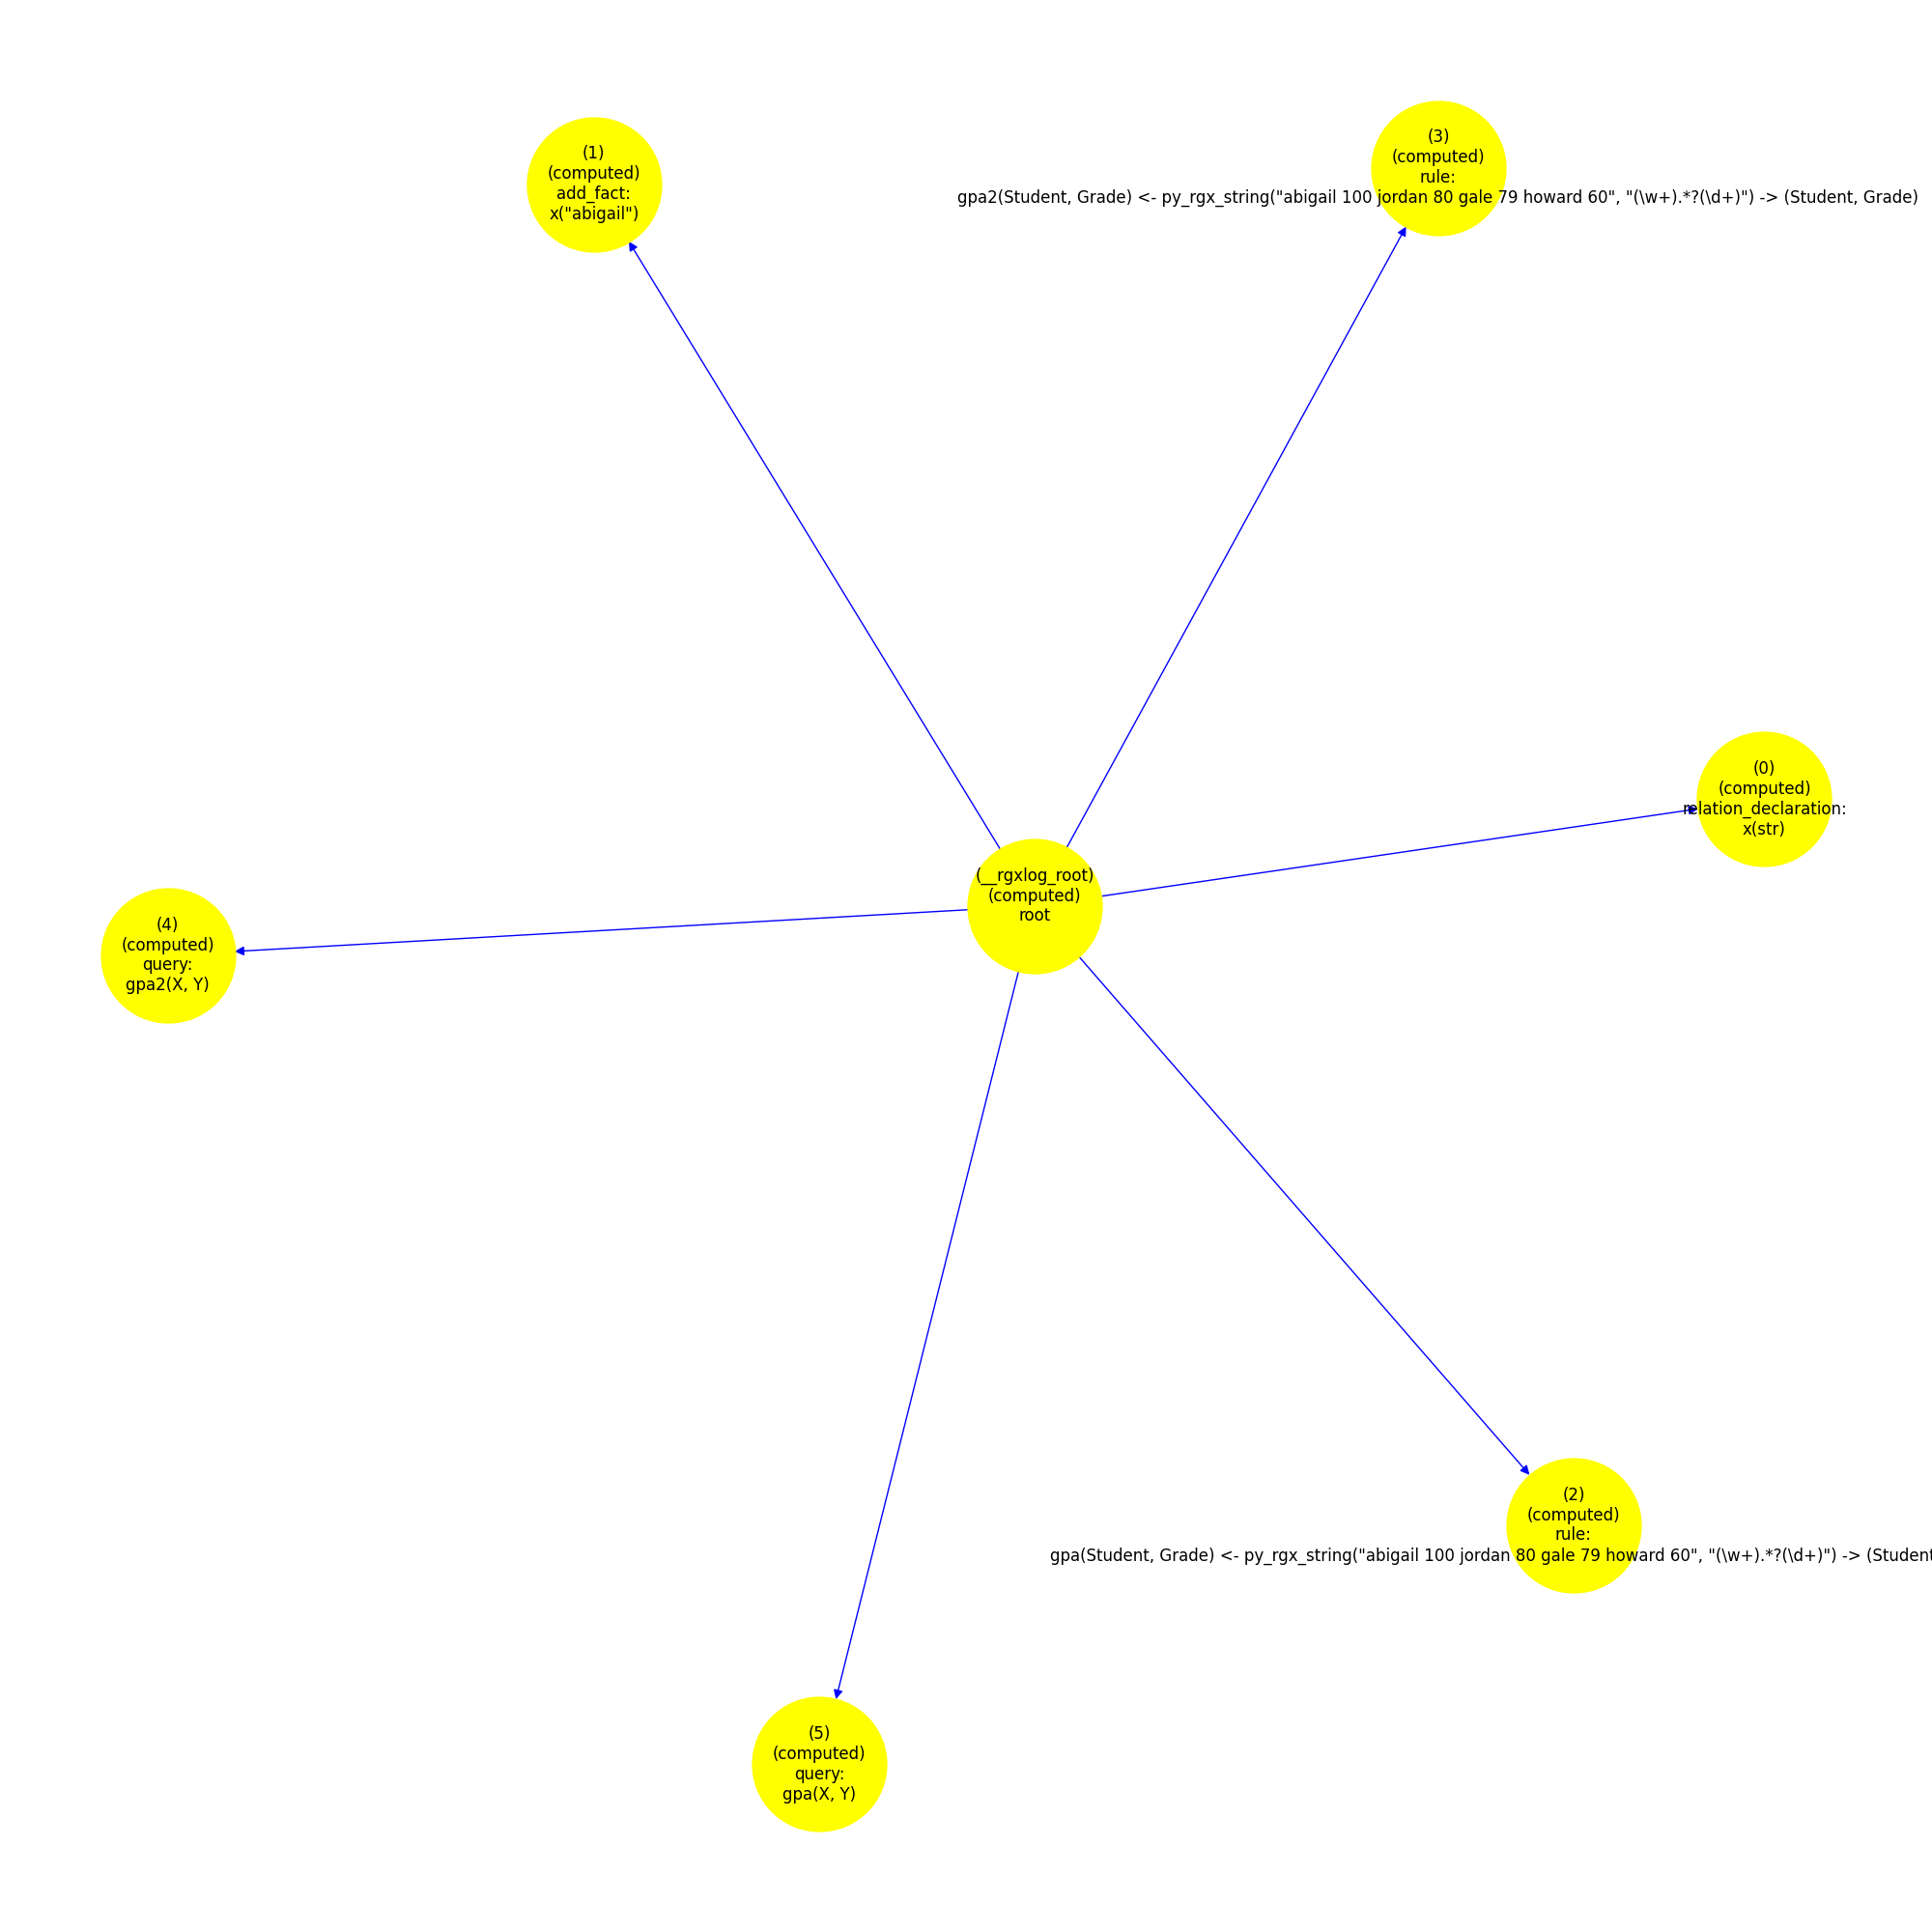 (1)
(computed)
add_fact:
x("abigail")
(3)
(computed)
rule:
gpa2(Student, Grade) <- py_rgx_string("abigail 100 jordan 80 gale 79 howard 60", "(\w+).*?(\d+)") -> (Student, Grade)
(0)
(computed)
relation_declaration:
x(str)
(__rgxlog_root)
(computed)
root
(4)
(computed)
query:
gpa2(X, Y)
(2)
(computed)
rule:
gpa(Student, Grade) <- py_rgx_string("abigail 100 jordan 80 gale 79 howard 60", "(\w+).*?(\d+)") -> (Student
(5)
(computed)
query:
gpa(X, Y)